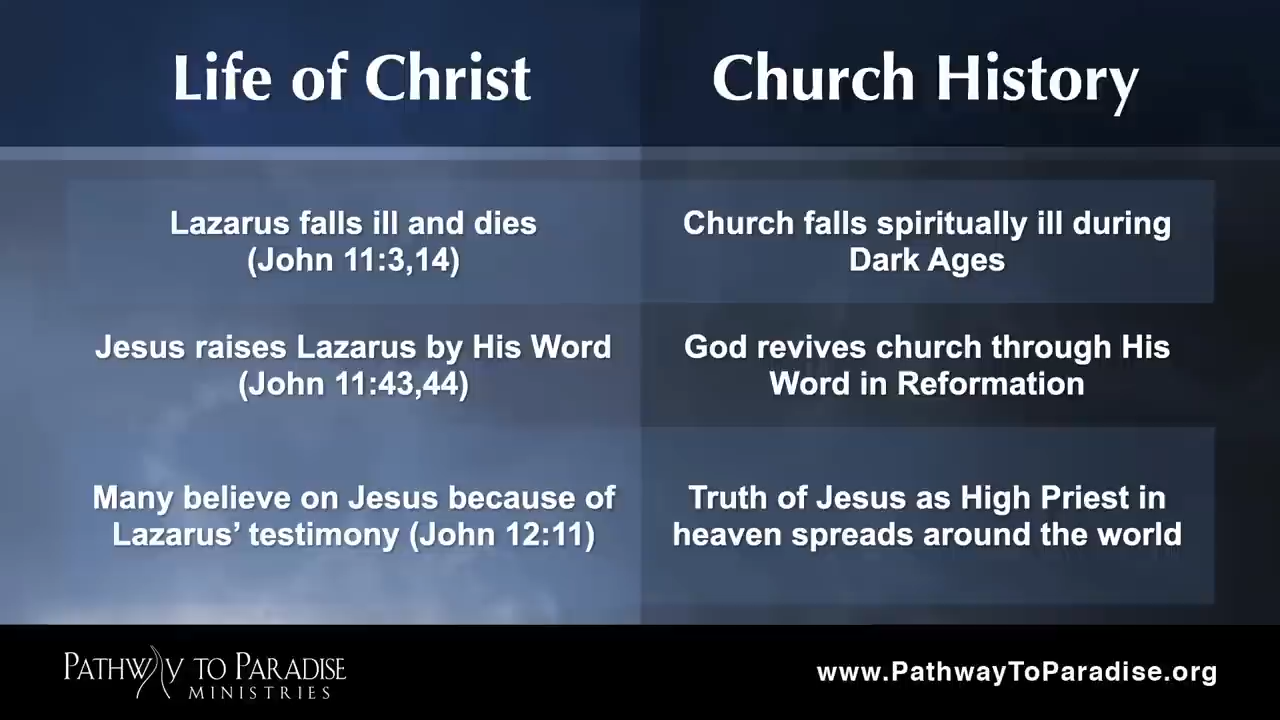 Life of Christ
Church History
Lazarus falls ill and dies
(John 11:3,14)
Church falls spiritually ill during
Dark Ages
Jesus raises Lazarus by His Word
(John 11:43,44)
God revives church through His
Word in Reformation
Many believe on Jesus because of
Lazarus’ testimony (John 12:11)
Truth of Jesus as High Priest in
heaven spreads around the world
PATHWAY TO PARADISE
MINISTRIES
www.PathwayToParadise.org